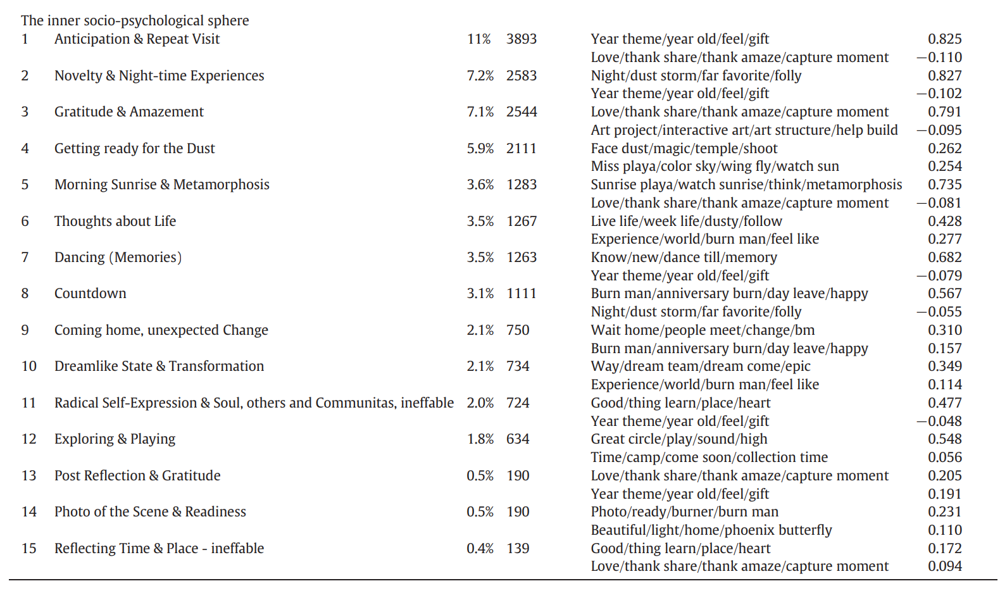 The inner socio-psychological sphere
1 Anticipation & Repeat Visit 11% 3893 Year theme/year old/feel/gift 0.825
Love/thank share/thank amaze/capture moment −0.110
2 Novelty & Night-time Experiences 7.2% 2583 Night/dust storm/far favorite/folly 0.827
Year theme/year old/feel/gift −0.102
3 Gratitude & Amazement 7.1% 2544 Love/thank share/thank amaze/capture moment 0.791
Art project/interactive art/art structure/help build −0.095
4 Getting ready for the Dust 5.9% 2111 Face dust/magic/temple/shoot 0.262
Miss playa/color sky/wing fly/watch sun 0.254
5 Morning Sunrise & Metamorphosis 3.6% 1283 Sunrise playa/watch sunrise/think/metamorphosis 0.735
Love/thank share/thank amaze/capture moment −0.081
6 Thoughts about Life 3.5% 1267 Live life/week life/dusty/follow 0.428
Experience/world/burn man/feel like 0.277
7 Dancing (Memories) 3.5% 1263 Know/new/dance till/memory 0.682
Year theme/year old/feel/gift −0.079
8 Countdown 3.1% 1111 Burn man/anniversary burn/day leave/happy 0.567
Night/dust storm/far favorite/folly −0.055
9 Coming home, unexpected Change 2.1% 750 Wait home/people meet/change/bm 0.310
Burn man/anniversary burn/day leave/happy 0.157
10 Dreamlike State & Transformation 2.1% 734 Way/dream team/dream come/epic 0.349
Experience/world/burn man/feel like 0.114
11 Radical Self-Expression & Soul, others and Communitas, ineffable 2.0% 724 Good/thing learn/place/heart 0.477
Year theme/year old/feel/gift −0.048
12 Exploring & Playing 1.8% 634 Great circle/play/sound/high 0.548
Time/camp/come soon/collection time 0.056
13 Post Reflection & Gratitude 0.5% 190 Love/thank share/thank amaze/capture moment 0.205
Year theme/year old/feel/gift 0.191
14 Photo of the Scene & Readiness 0.5% 190 Photo/ready/burner/burn man 0.231
Beautiful/light/home/phoenix butterfly 0.110
15 Reflecting Time & Place - ineffable 0.4% 139 Good/thing learn/place/heart 0.172
Love/thank share/thank amaze/capture moment 0.094